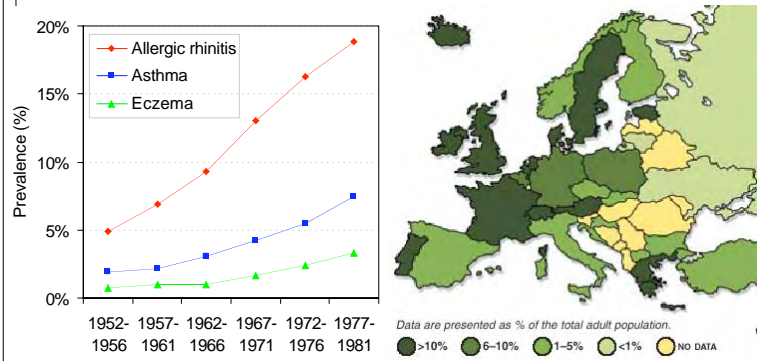 20%
15%
10%
5%
0%
Prevalence (%)
Allergic rhinitis
Asthma
Eczema
1952- 1957- 1962- 1967- 1972- 1977-
1956 1961 1966 1971 1976 1981
Data are presented as % of the total adult population.
>10% 6–10% 1–5% <1% NO DATA